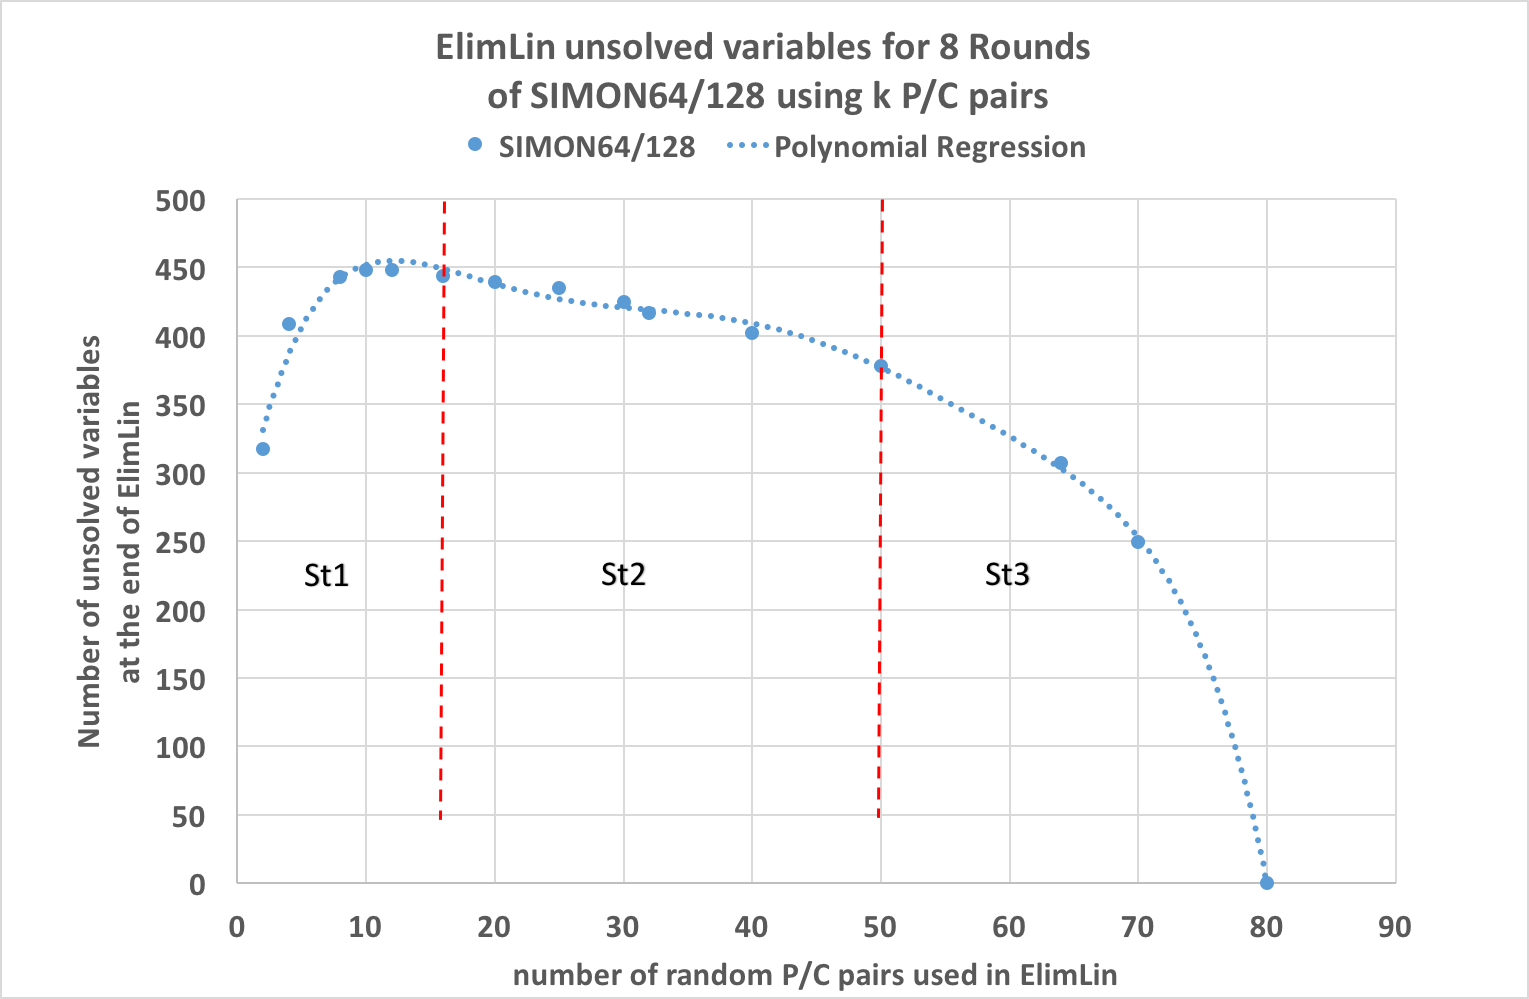 ElimLin unsolved variables for 8 Rounds
of SIMON64/128 using k P/C pairs
SIMON64/128 Polynomial Regression
Number of unsolved variables
at the end of ElimLin
500
450
400
350
300
250
200
150
100
50
0
St1 St2 St3
0 10 20 30 40 50 60 70 80 90
number of random P/C pairs used in ElimLin